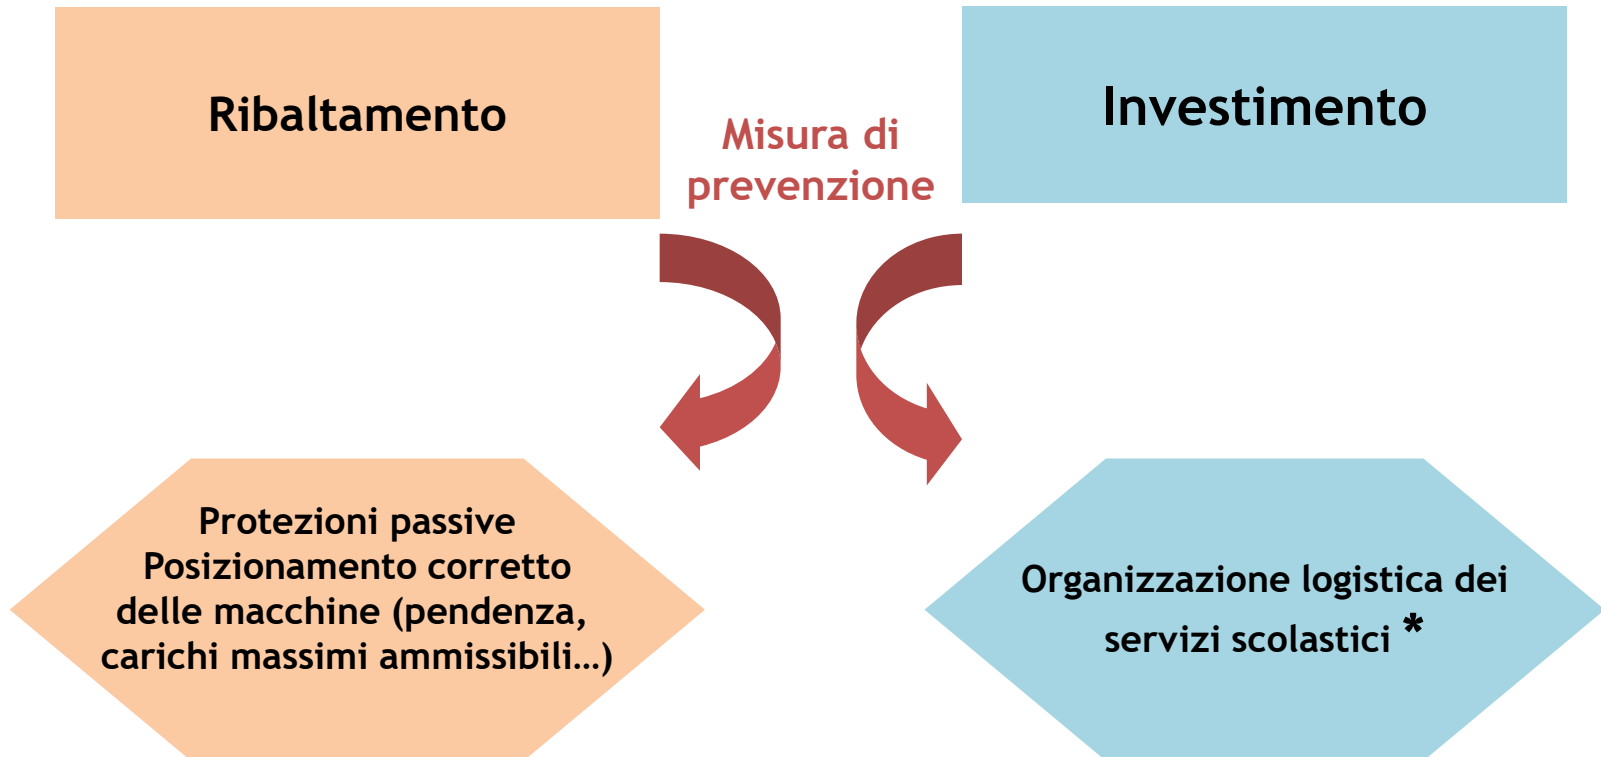 Ribaltamento
Misura di
prevenzione
Investimento
Protezioni passive
Posizionamento corretto
delle macchine (pendenza,
carichi massimi ammissibili…)
Organizzazione logistica dei
servizi scolastici *